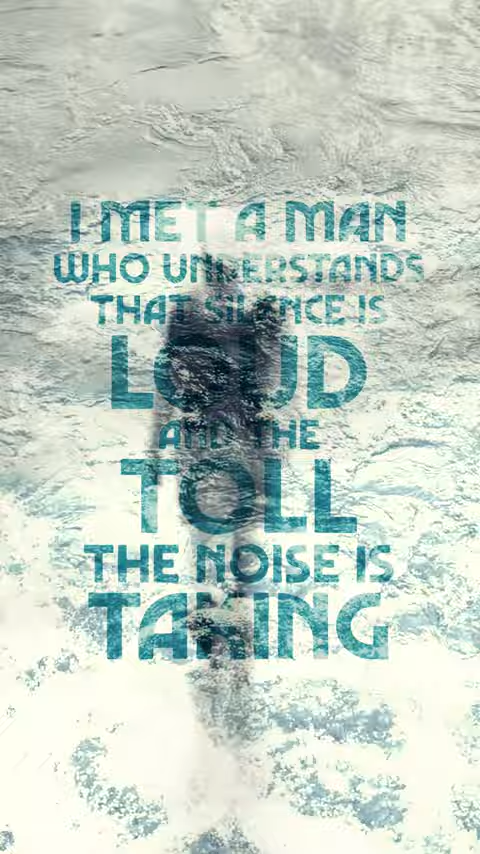 I MET A MAN
WHO UNDERSTANDS
THAT SILENCE IS
LOUD
AND THE
TOLL
THE NOISE IS
TAKING